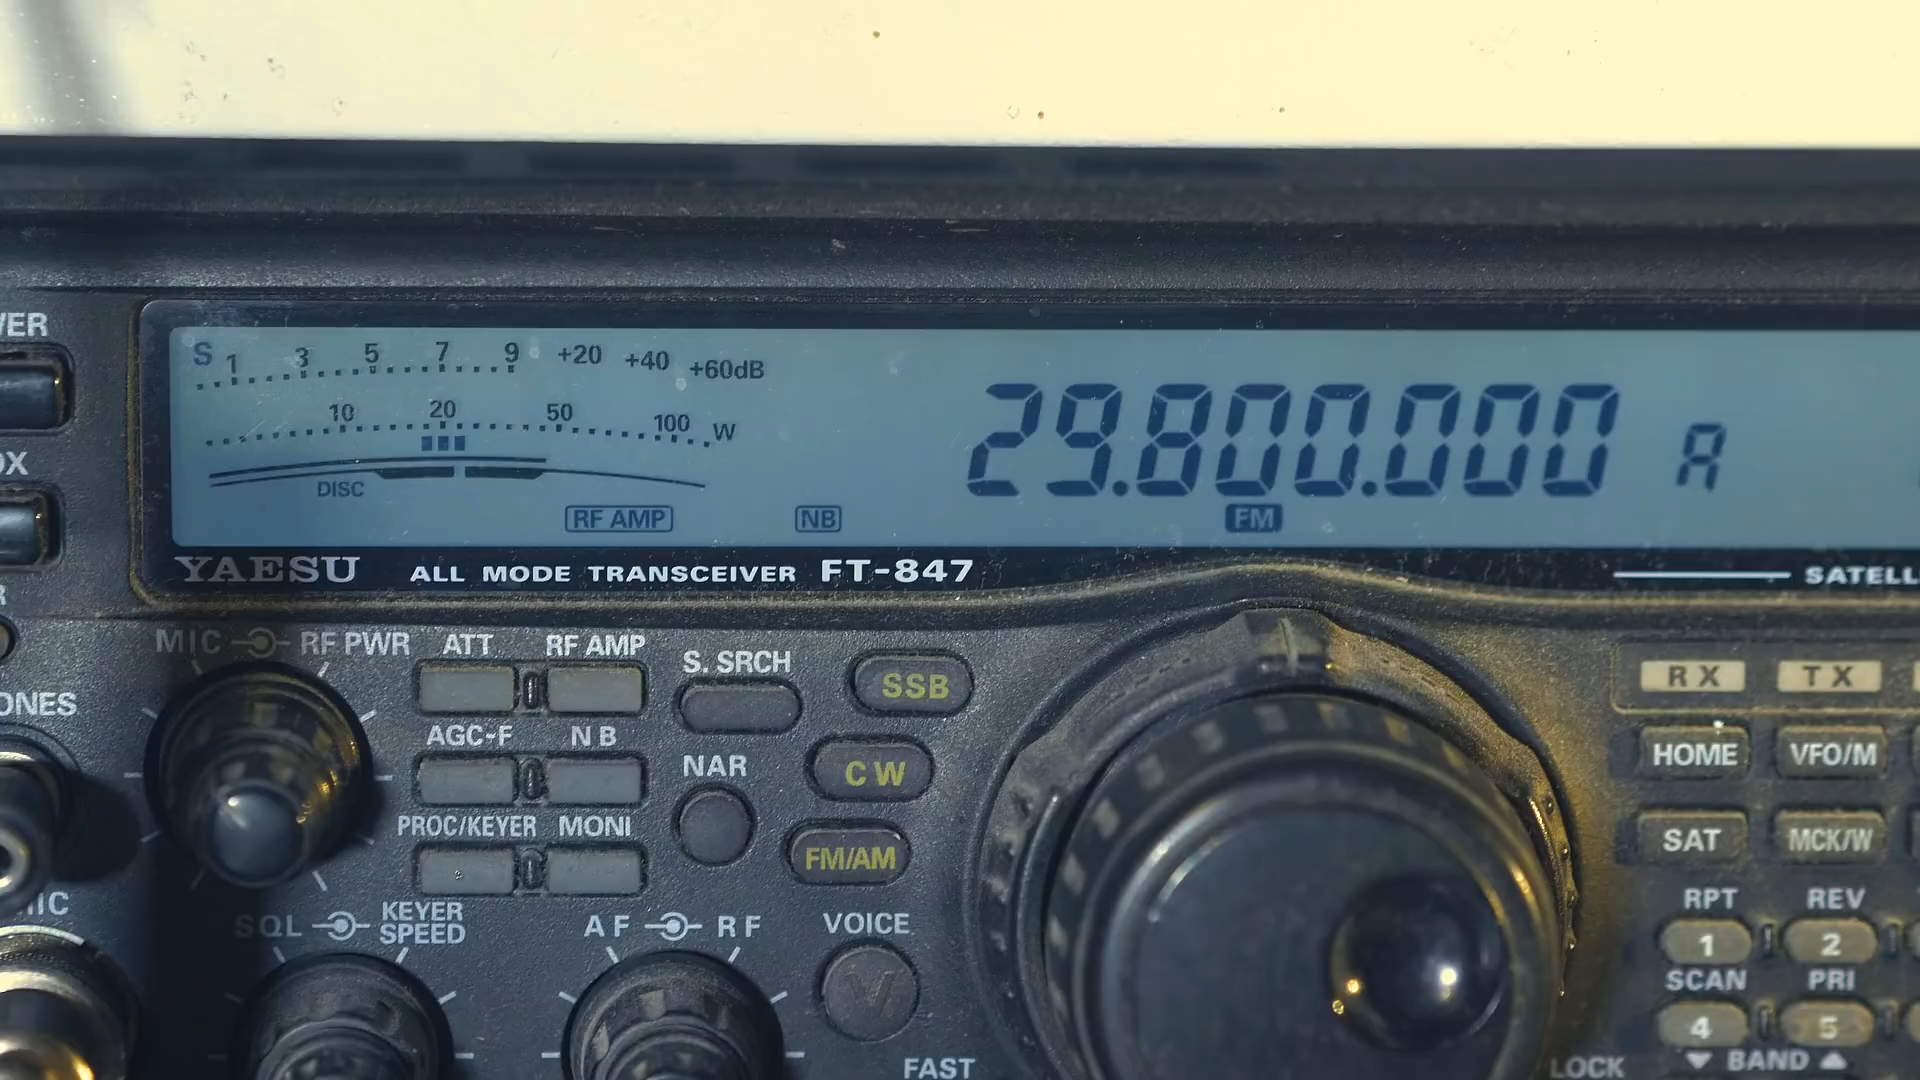 S 1 3 5 7 9 +20 +40 +60dB
10 20 50 100 W
DISC
RF AMP NB
29.800.000 A
FM
YAESU ALL MODE TRANSCEIVER FT-847
MIC RF PWR
ATT RF AMP
S. SRCH
SSB
RX TX
AGC-F NB
NAR
CW
HOME VFO/M
PROC/KEYER MONI
FM/AM
SAT MCK/W
RPT REV
1 2
SQL KEYER SPEED
AF RF
VOICE
V
SCAN PRI
4 5
FAST
LOCK
BAND